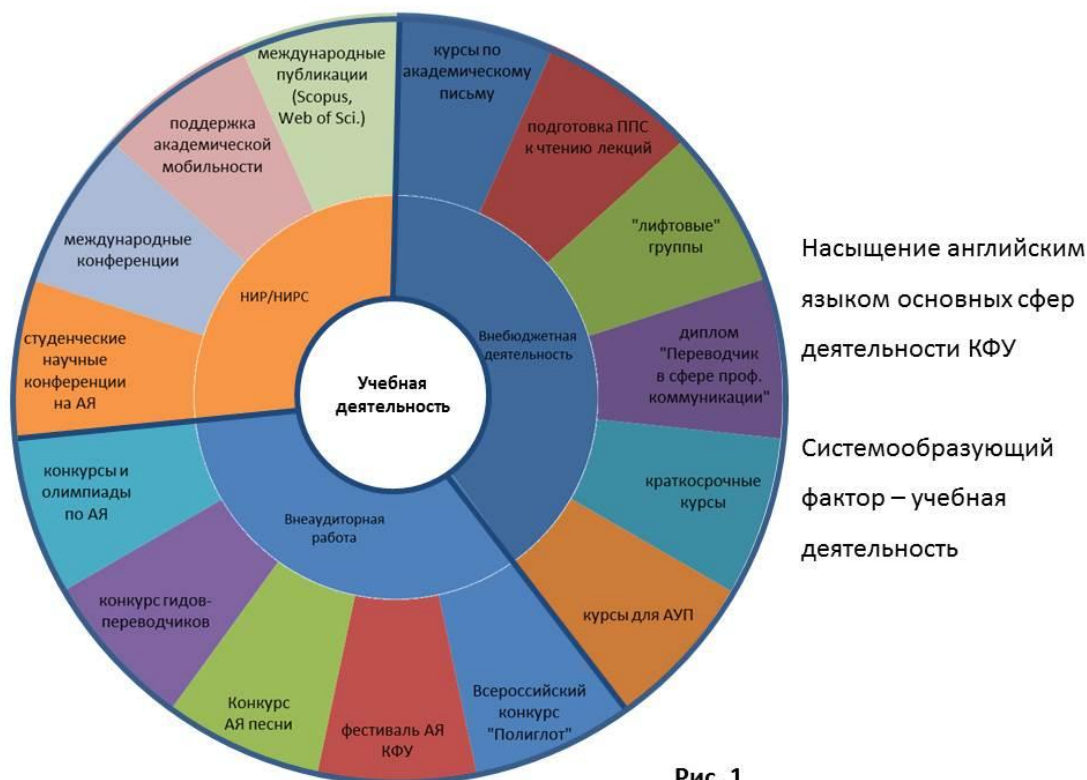 международные
публикации
(Scopus,
Web of Sci.)
курсы по
академическому
письму
подготовка ППС
к чтению лекций
"лифтовые"
группы
диплом
"Переводчик
в сфере проф.
коммуникации"
краткосрочные
курсы
курсы для АУП
Всероссийский
конкурс
"Полиглот"
фестиваль АЯ
КФУ
Конкурс
АЯ песни
конкурс гидов-
переводчиков
конкурсы и
олимпиады
по АЯ
студенческие
научные
конференции
на АЯ
международные
конференции
поддержка
академической
мобильности
НИР/НИРС
Внебюджетная
деятельность
Внеаудиторная
работа
Учебная
деятельность
Насыщение английским
языком основных сфер
деятельности КФУ
Системообразующий
фактор – учебная
деятельность
Рис. 1